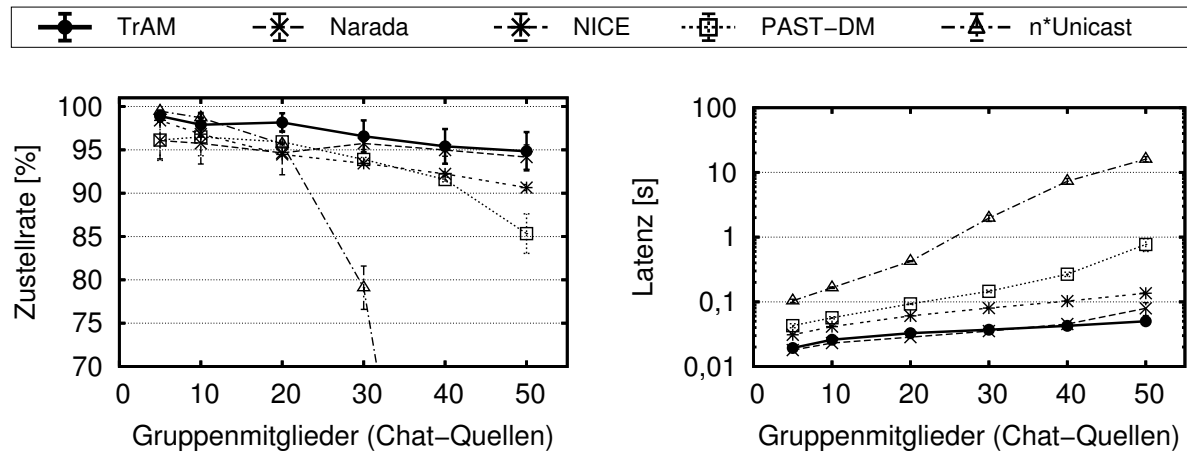 TrAM Narada NICE PAST−DM n*Unicast
100
95
90
85
80
75
70
0 10 20 30 40 50
Zustellrate [%]
Gruppenmitglieder (Chat−Quellen)
100
10
1
0,1
0,01
0 10 20 30 40 50
Latenz [s]
Gruppenmitglieder (Chat−Quellen)